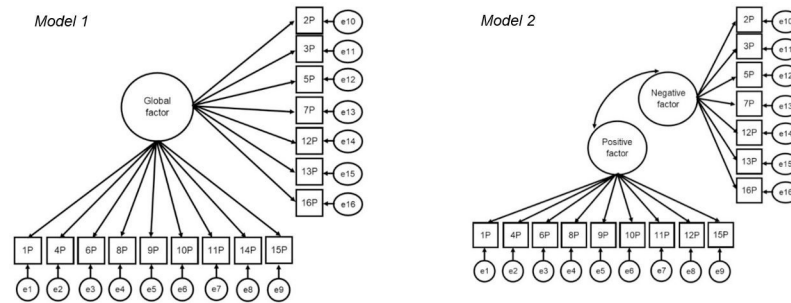 Model 1
Global
factor
2P e10
3P e11
5P e12
7P e13
12P e14
13P e15
16P e16
1P 4P 6P 8P 9P 10P 11P 14P 15P
e1 e2 e3 e4 e5 e6 e7 e8 e9
Model 2
Negative
factor
Positive
factor
2P e10
3P e11
5P e12
7P e13
12P e14
13P e15
16P e16
1P 4P 6P 8P 9P 10P 11P 12P 15P
e1 e2 e3 e4 e5 e6 e7 e8 e9